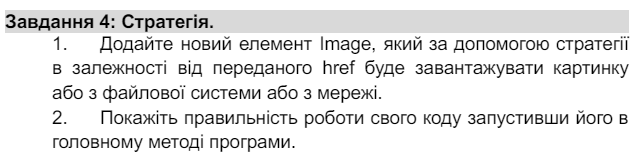 Завдання 4: Стратегія.
1. Додайте новий елемент Image, який за допомогою стратегії
в залежності від переданого href буде завантажувати картинку
або з файлової системи або з мережі.
2. Покажіть правильність роботи свого коду запустивши його в
головному методі програми.